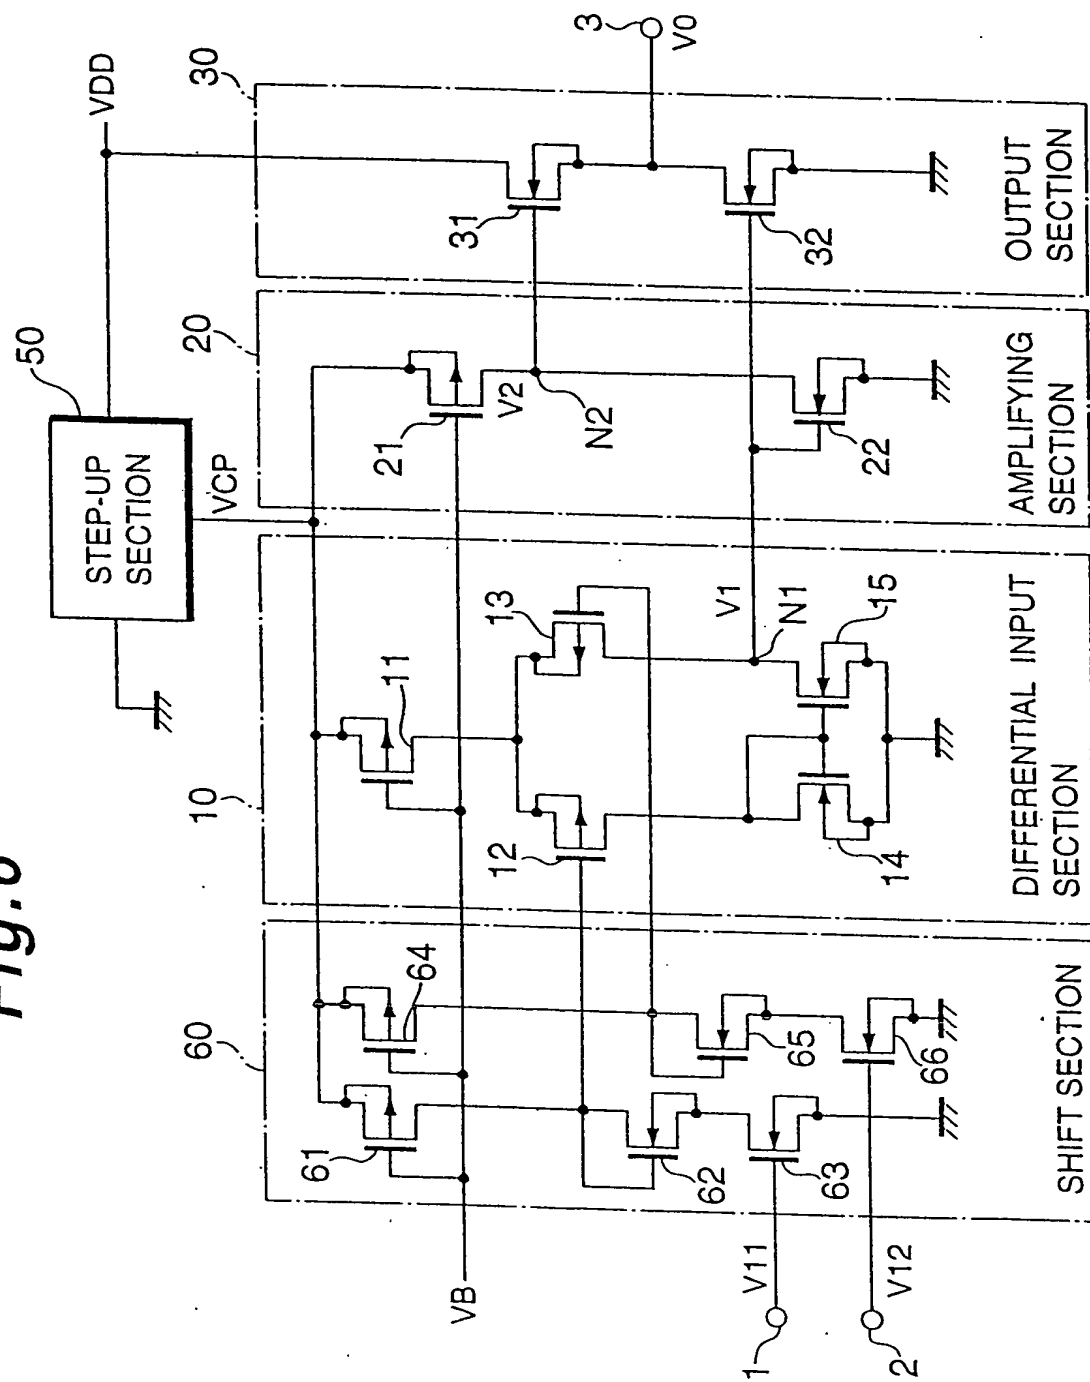 Fig.
STEP-UP
SECTION
50
VDD
VCP
60
10
20
30
61
64
11
21
31
3
VB
12
13
V2
N2
V0
62
65
V1
N1
32
V11
63
22
1
66
14
15
V12
2
SHIFT SECTION
DIFFERENTIAL INPUT
SECTION
AMPLIFYING
SECTION
OUTPUT
SECTION